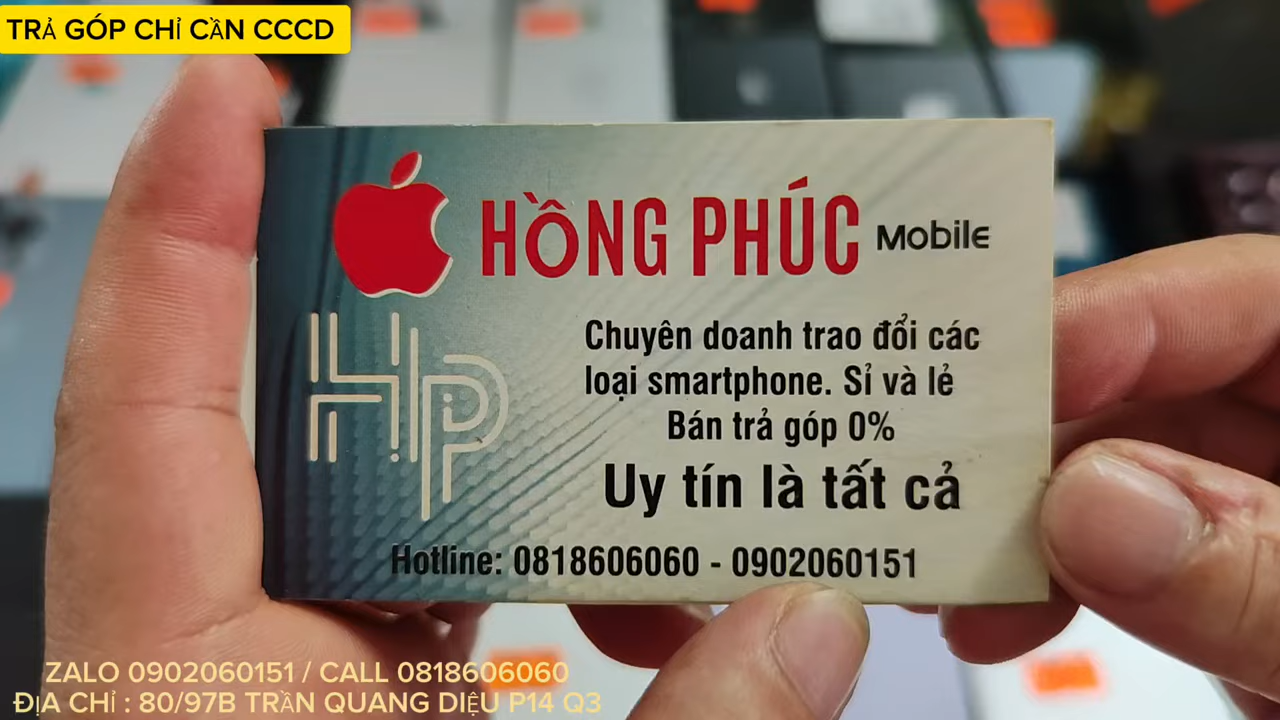 TRẢ GÓP CHỈ CẦN CCCD
HỒNG PHÚC Mobile
HP
Chuyên doanh trao đổi các
loại smartphone. Sỉ và lẻ
Bán trả góp 0%
Uy tín là tất cả
Hotline: 0818606060 - 0902060151
ZALO 0902060151 / CALL 0818606060
ĐỊA CHỈ : 80/97B TRẦN QUANG DIỆU P14 Q3